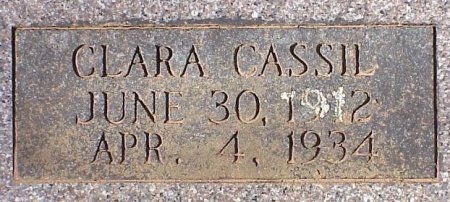 CLARA CASSIL
JUNE 30, 1912
APR. 4, 1934